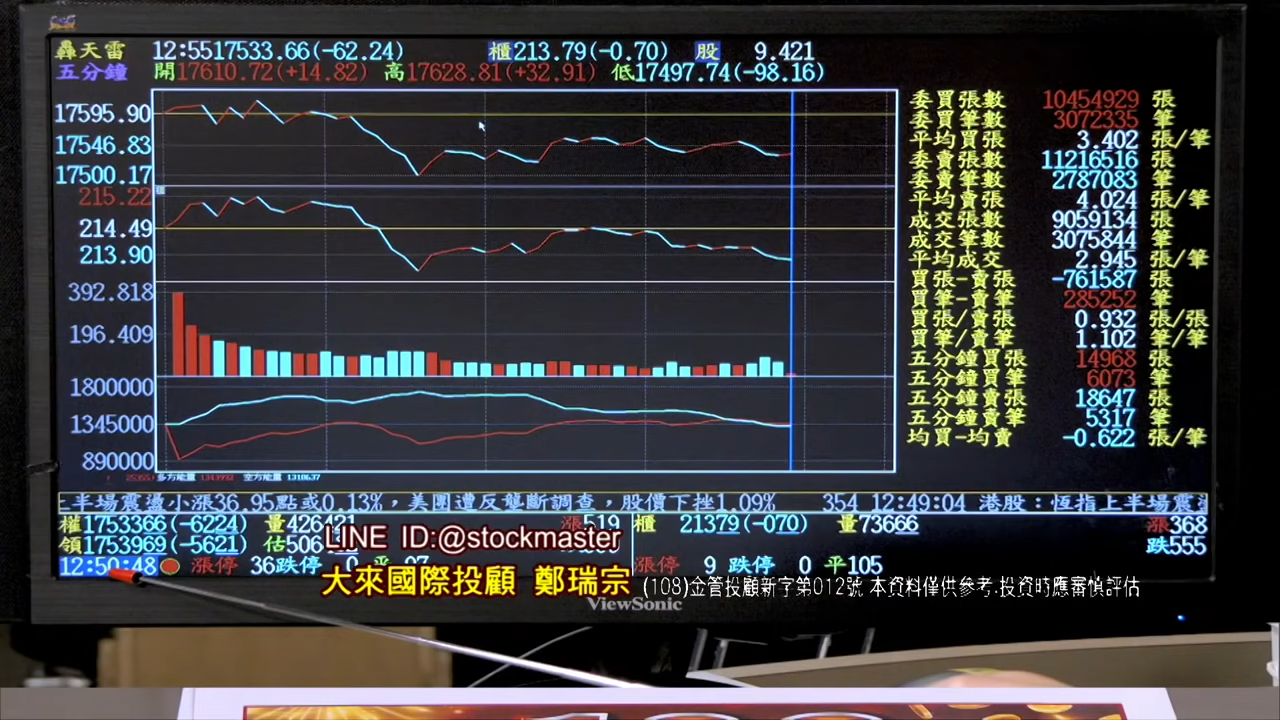 轟天雷 12:55 17533.66(-62.24) 櫃213.79(-0.70) 股 9.421
五分鐘 開17610.72(+14.82) 高17628.81(+32.91) 低17497.74(-98.16)
17595.90
17546.83
17500.17
215.22
214.49
213.90
392.818
196.409
1800000
1345000
890000
委買張數 10454929 張
委買筆數 3072335 筆
平均買張 3.402 張/筆
委賣張數 11216516 張
委賣筆數 2787083 筆
平均賣張 4.024 張/筆
成交張數 9059134 張
成交筆數 3075844 筆
平均成交 2.945 張/筆
買張-賣張 -761587 張
買筆-賣筆 285252 筆
買張/賣張 0.932 張/張
買筆/賣筆 1.102 筆/筆
五分鐘買張 14968 張
五分鐘買筆 6073 筆
五分鐘賣張 18647 張
五分鐘賣筆 5317 筆
均買-均賣 -0.622 張/筆
多方能量 1343992 空方能量 1318637
上半場震盪小漲36.95點或0.13%，美團遭反壟斷調查，股價下挫1.09% 354 12:49:04 港股：恆指上半場震盪
權1753366(-6224) 量426421 漲519 櫃 21379(-070) 量73666 漲368
領1753969(-5621) 估506 跌555
12:50:48 漲停 36跌停 0 平 97 漲停 9 跌停 0 平105
LINE ID:@stockmaster
大來國際投顧 鄭瑞宗 (108)金管投顧新字第012號 本資料僅供參考,投資時應審慎評估
ViewSonic